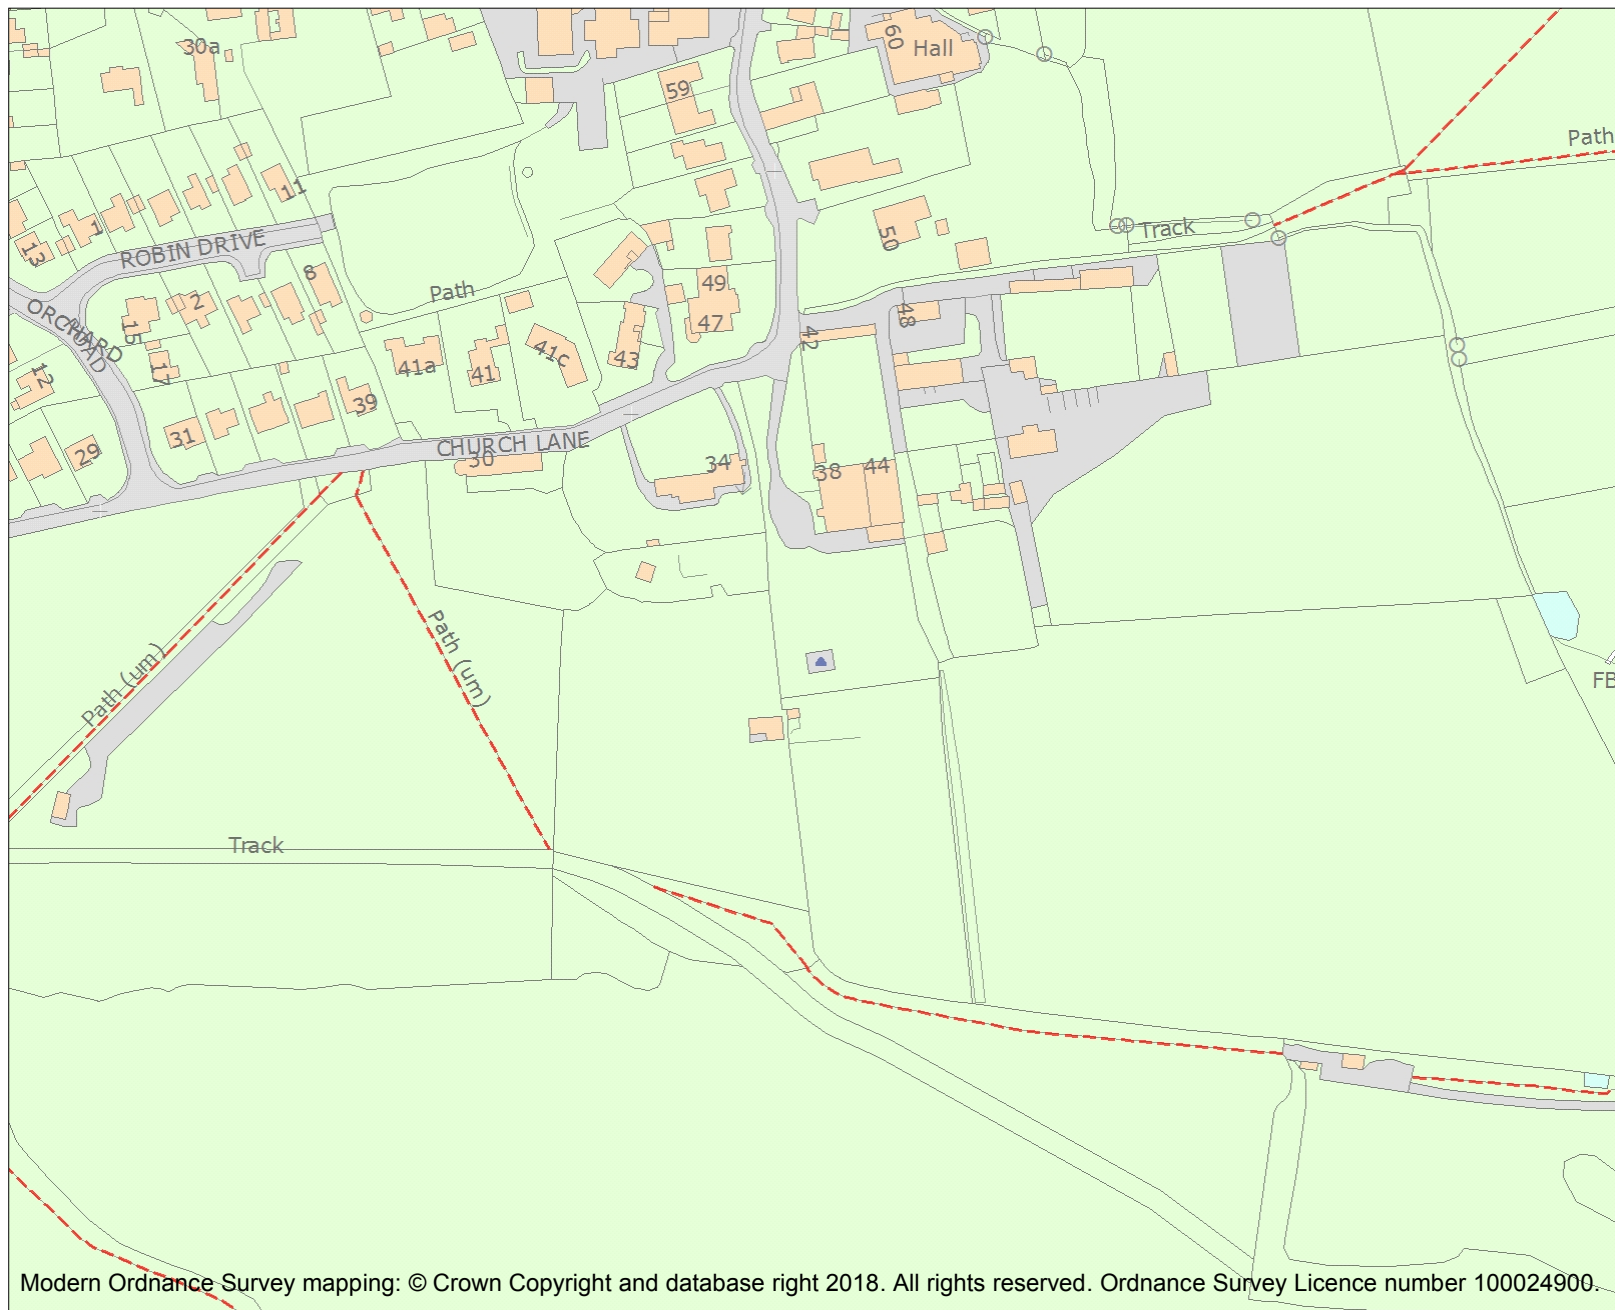 30a
60
Hall
59
Path
11
1
13
ROBIN DRIVE
Track
50
8
Path
2
49
ORCHARD
ROAD
15
47
48
42
41c
43
41a
41
17
12
39
31
CHURCH LANE
29
30
34
38
44
Path (um)
Path (um)
FB
Track
Modern Ordnance Survey mapping: © Crown Copyright and database right 2018. All rights reserved. Ordnance Survey Licence number 100024900.